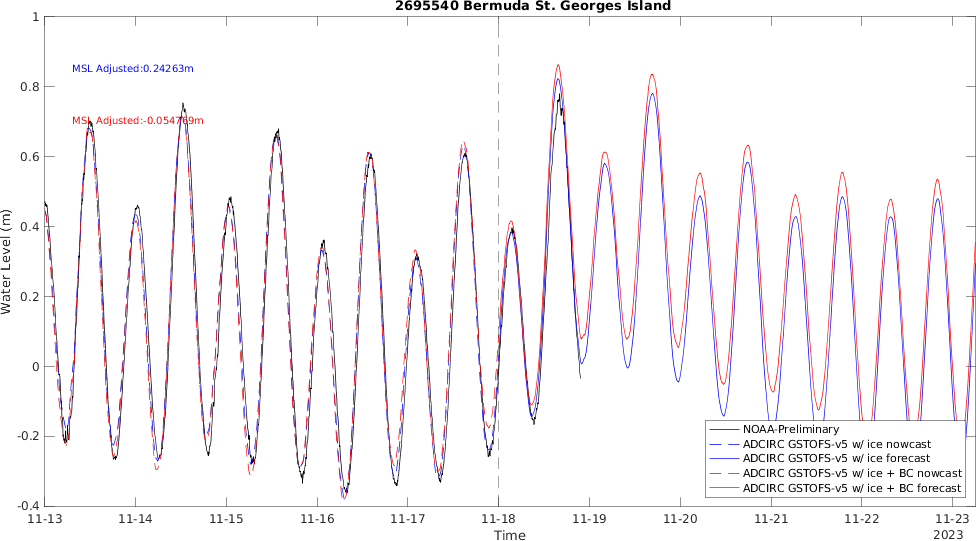 2695540 Bermuda St. Georges Island
1
0.8
0.6
0.4
0.2
0
-0.2
-0.4
Water Level (m)
MSL Adjusted:0.24263m
MSL Adjusted:-0.054769m
NOAA-Preliminary
ADCIRC GSTOFS-v5 w/ ice nowcast
ADCIRC GSTOFS-v5 w/ ice forecast
ADCIRC GSTOFS-v5 w/ ice + BC nowcast
ADCIRC GSTOFS-v5 w/ ice + BC forecast
11-13 11-14 11-15 11-16 11-17 11-18 11-19 11-20 11-21 11-22 11-23
Time
2023